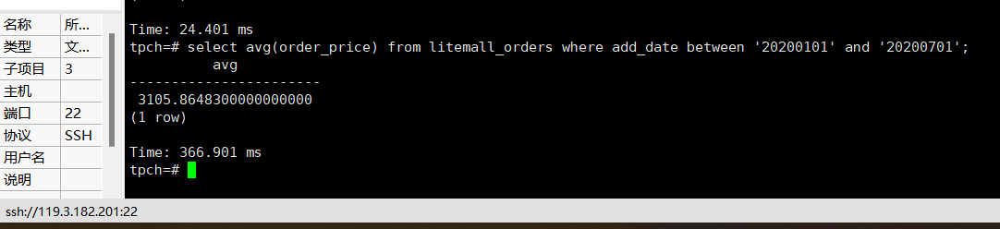 名称 所...
类型 文...
子项目 3
主机
端口 22
协议 SSH
用户名
说明
Time: 24.401 ms
tpch=# select avg(order_price) from litemall_orders where add_date between '20200101' and '20200701';
avg
-----------------------
3105.8648300000000000
(1 row)
Time: 366.901 ms
tpch=#
ssh://119.3.182.201:22